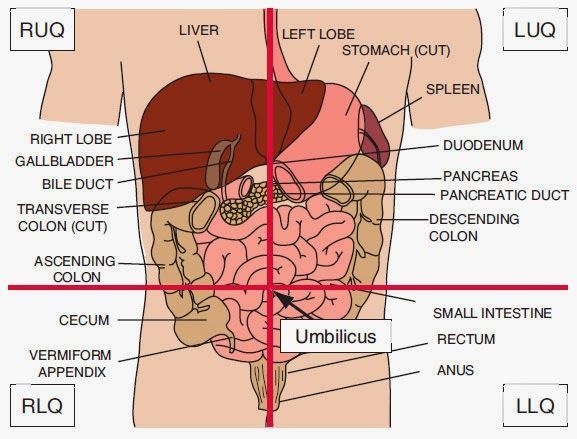 RUQ
LUQ
LIVER
LEFT LOBE
STOMACH (CUT)
SPLEEN
RIGHT LOBE
GALLBLADDER
BILE DUCT
TRANSVERSE
COLON (CUT)
ASCENDING
COLON
CECUM
VERMIFORM
APPENDIX
DUODENUM
PANCREAS
PANCREATIC DUCT
DESCENDING
COLON
SMALL INTESTINE
Umbilicus
RECTUM
ANUS
RLQ
LLQ